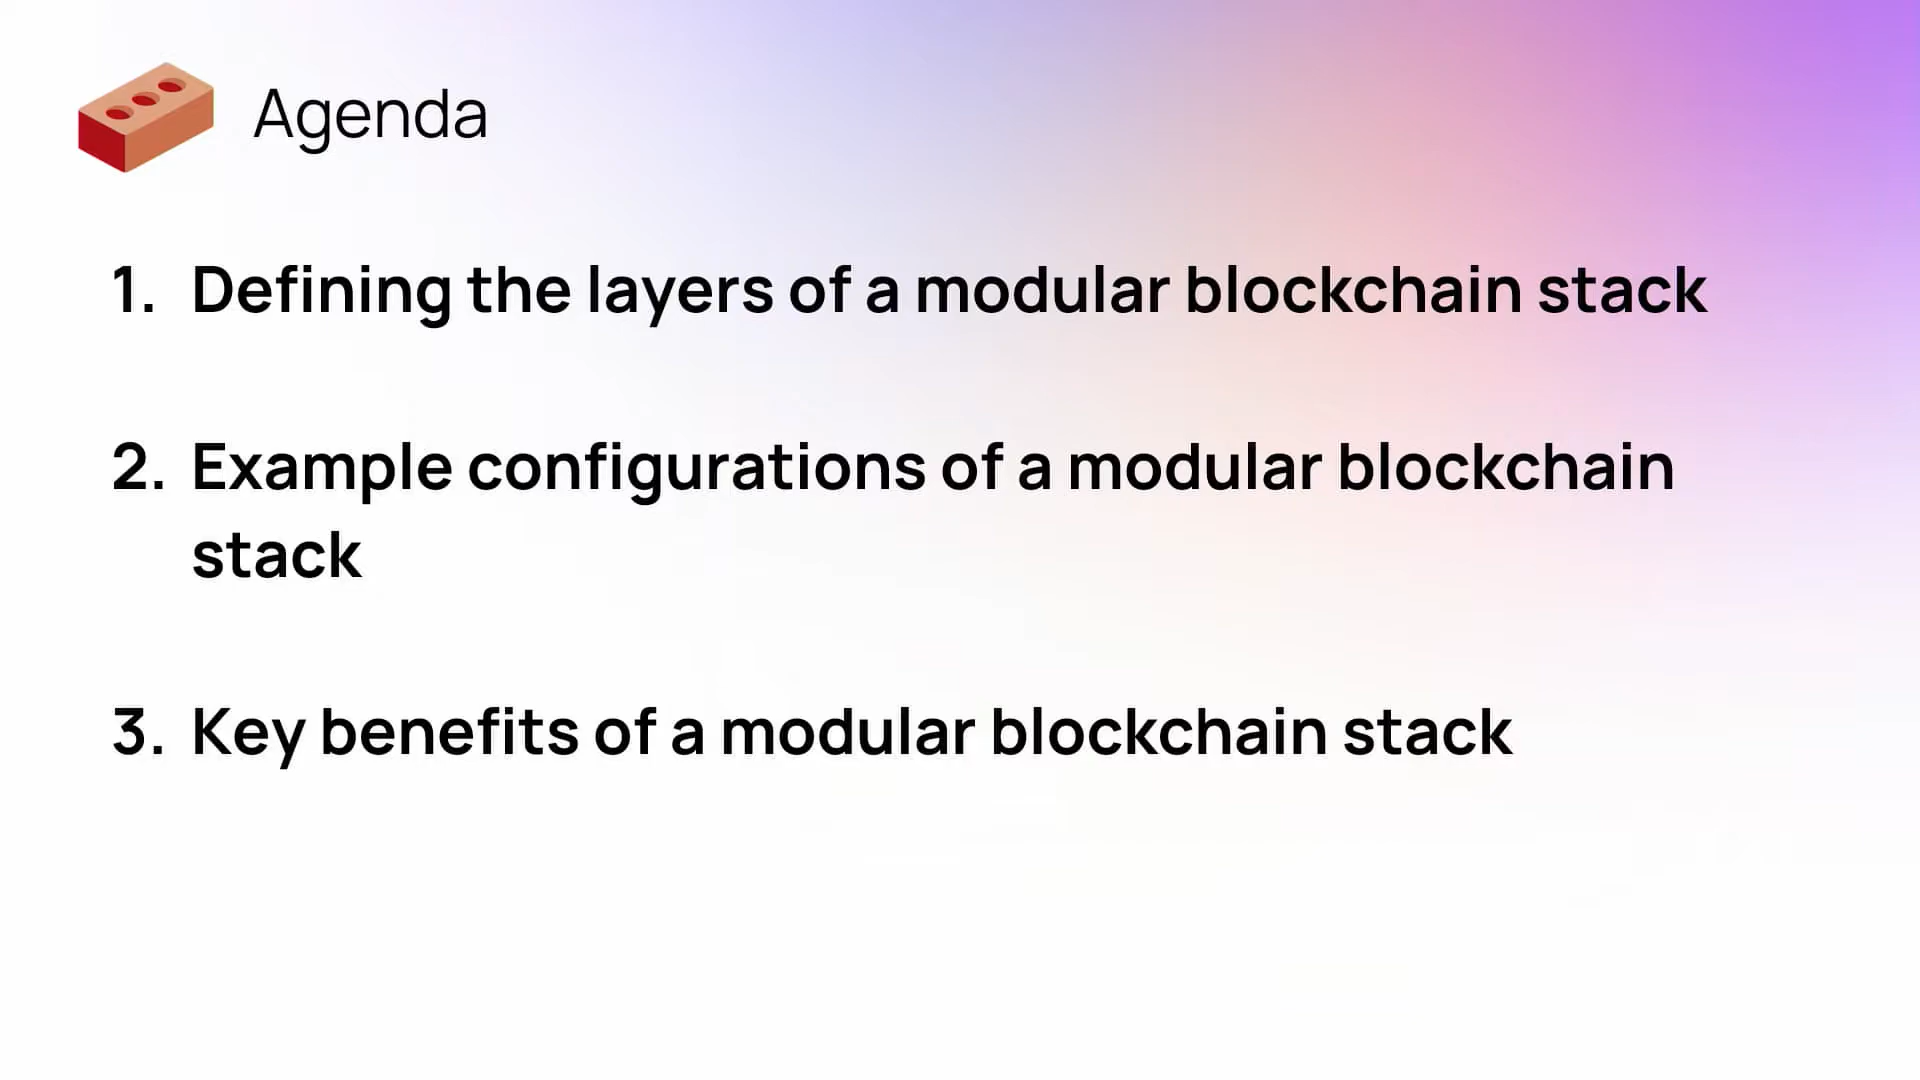 Agenda
1. Defining the layers of a modular blockchain stack
2. Example configurations of a modular blockchain
stack
3. Key benefits of a modular blockchain stack